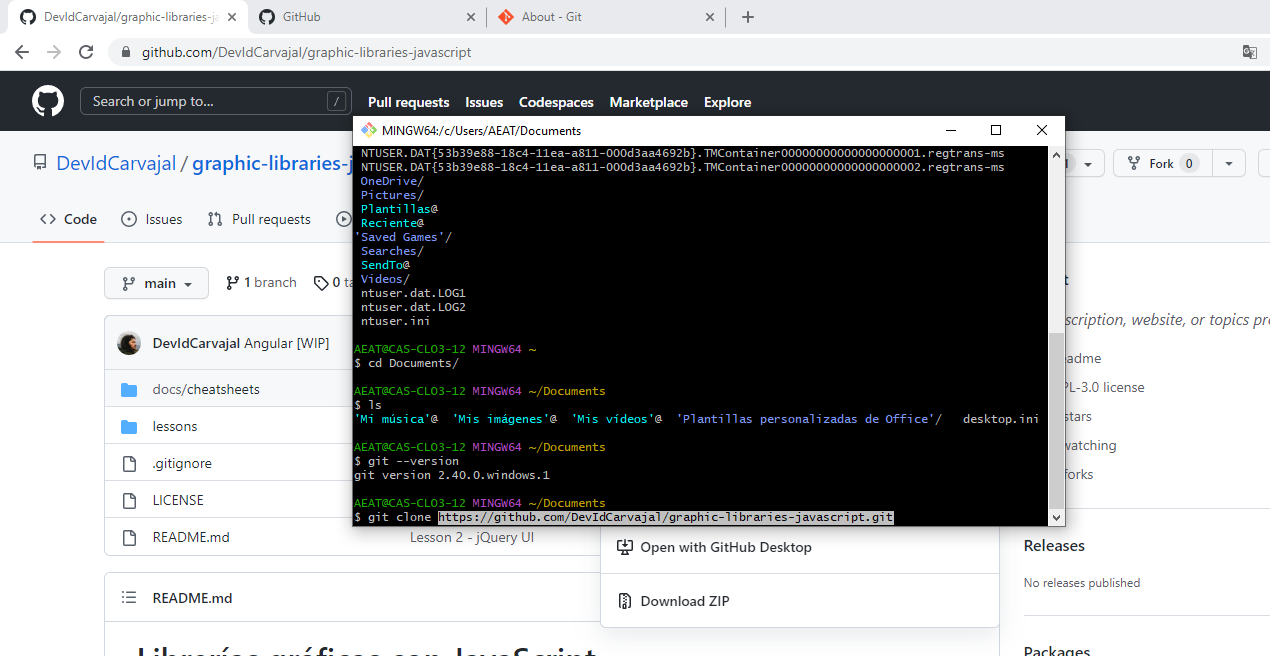 DevIdCarvajal/graphic-libraries-ja
GitHub
About - Git
github.com/DevIdCarvajal/graphic-libraries-javascript
Search or jump to...
/
Pull requests
Issues
Codespaces
Marketplace
Explore
DevIdCarvajal / graphic-libraries-j
Fork 0
Code
Issues
Pull requests
main
1 branch
0 ta
DevIdCarvajal Angular [WIP]
docs/cheatsheets
lessons
.gitignore
LICENSE
README.md
Lesson 2 - jQuery UI
README.md
Librerías gráficas con JavaScript
MINGW64:/c/Users/AEAT/Documents
NTUSER.DAT{53b39e88-18c4-11ea-a811-000d3aa4692b}.TMContainer00000000000000000001.regtrans-ms
NTUSER.DAT{53b39e88-18c4-11ea-a811-000d3aa4692b}.TMContainer00000000000000000002.regtrans-ms
OneDrive/
Pictures/
Plantillas@
Reciente@
'Saved Games'/
Searches/
SendTo@
Videos/
ntuser.dat.LOG1
ntuser.dat.LOG2
ntuser.ini
AEAT@CAS-CLO3-12 MINGW64 ~
$ cd Documents/
AEAT@CAS-CLO3-12 MINGW64 ~/Documents
$ ls
'Mi música'@ 'Mis imágenes'@ 'Mis vídeos'@ 'Plantillas personalizadas de Office'/ desktop.ini
AEAT@CAS-CLO3-12 MINGW64 ~/Documents
$ git --version
git version 2.40.0.windows.1
AEAT@CAS-CLO3-12 MINGW64 ~/Documents
$ git clone https://github.com/DevIdCarvajal/graphic-libraries-javascript.git
Open with GitHub Desktop
Download ZIP
t
scription, website, or topics pro
eadme
PL-3.0 license
stars
watching
forks
Releases
No releases published
Packages